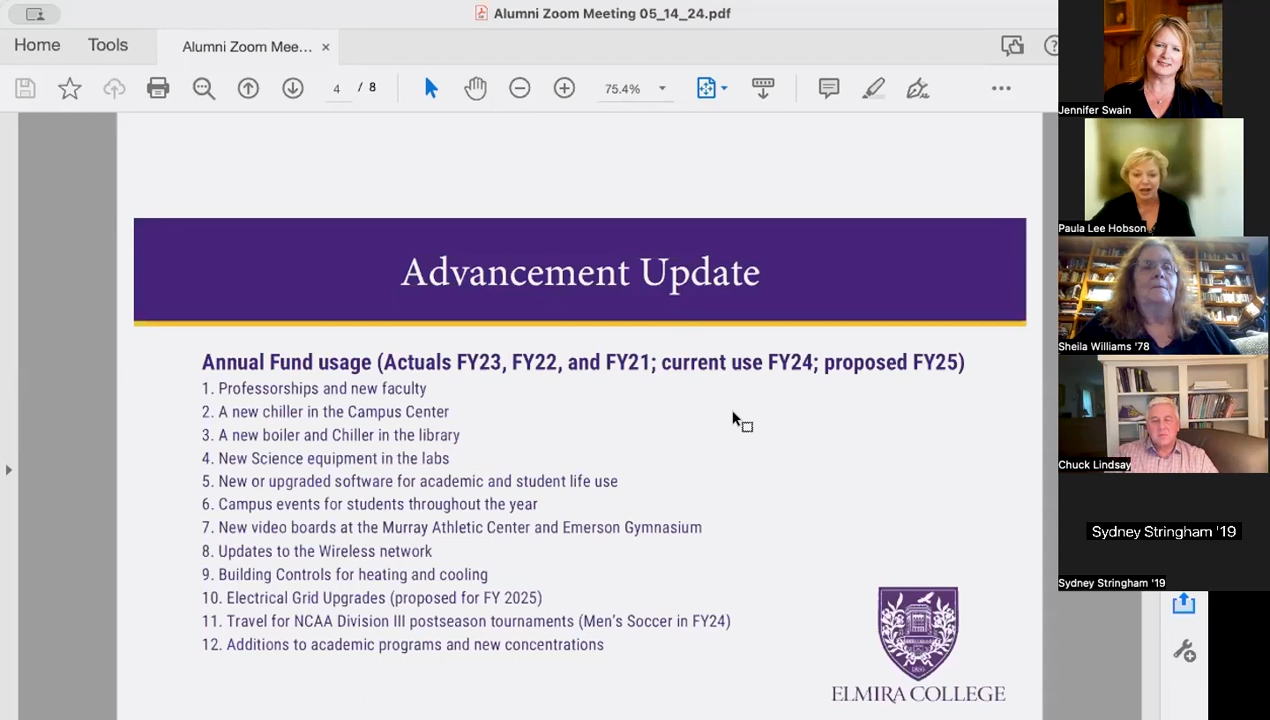 Alumni Zoom Meeting 05_14_24.pdf
Home
Tools
Alumni Zoom Mee...
4 / 8
75.4%
Advancement Update
Annual Fund usage (Actuals FY23, FY22, and FY21; current use FY24; proposed FY25)
1. Professorships and new faculty
2. A new chiller in the Campus Center
3. A new boiler and Chiller in the library
4. New Science equipment in the labs
5. New or upgraded software for academic and student life use
6. Campus events for students throughout the year
7. New video boards at the Murray Athletic Center and Emerson Gymnasium
8. Updates to the Wireless network
9. Building Controls for heating and cooling
10. Electrical Grid Upgrades (proposed for FY 2025)
11. Travel for NCAA Division III postseason tournaments (Men's Soccer in FY24)
12. Additions to academic programs and new concentrations
ELMIRA COLLEGE
Jennifer Swain
Paula Lee Hobson
Sheila Williams '78
Chuck Lindsay
Sydney Stringham '19
Sydney Stringham '19